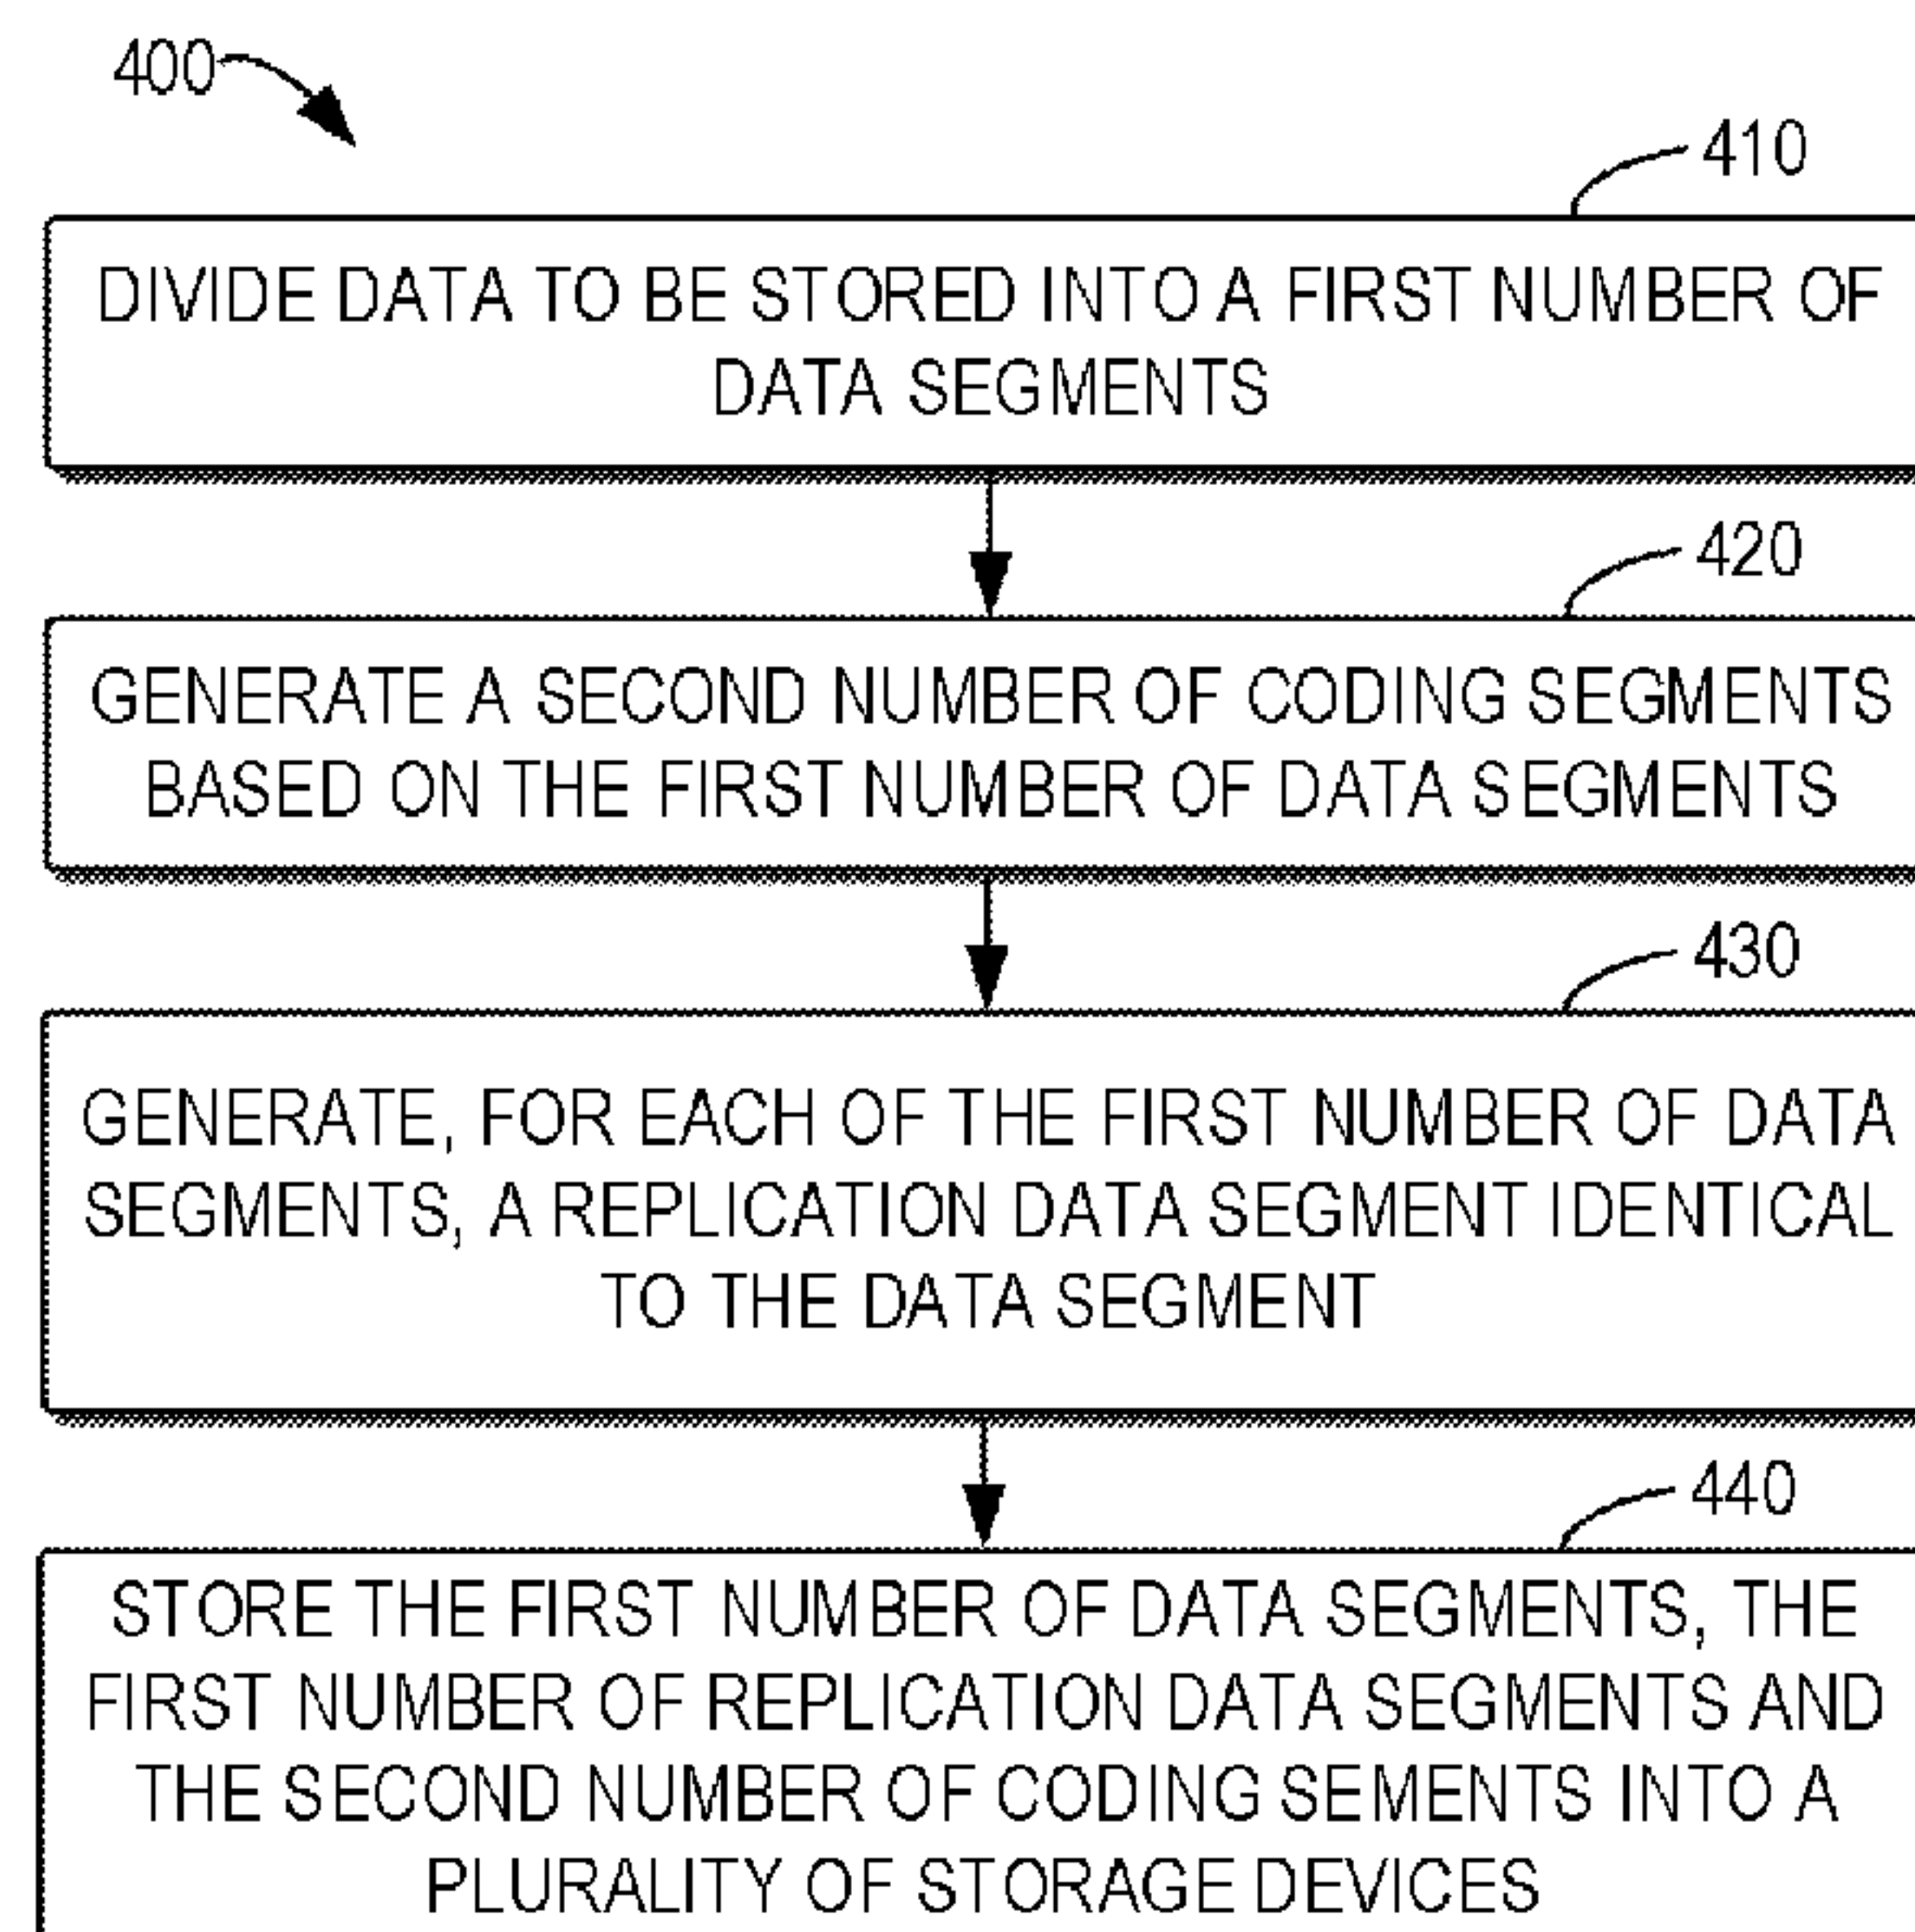 400
410
DIVIDE DATA TO BE STORED INTO A FIRST NUMBER OF
DATA SEGMENTS
420
GENERATE A SECOND NUMBER OF CODING SEGMENTS
BASED ON THE FIRST NUMBER OF DATA SEGMENTS
430
GENERATE, FOR EACH OF THE FIRST NUMBER OF DATA
SEGMENTS, A REPLICATION DATA SEGMENT IDENTICAL
TO THE DATA SEGMENT
440
STORE THE FIRST NUMBER OF DATA SEGMENTS, THE
FIRST NUMBER OF REPLICATION DATA SEGMENTS AND
THE SECOND NUMBER OF CODING SEMENTS INTO A
PLURALITY OF STORAGE DEVICES